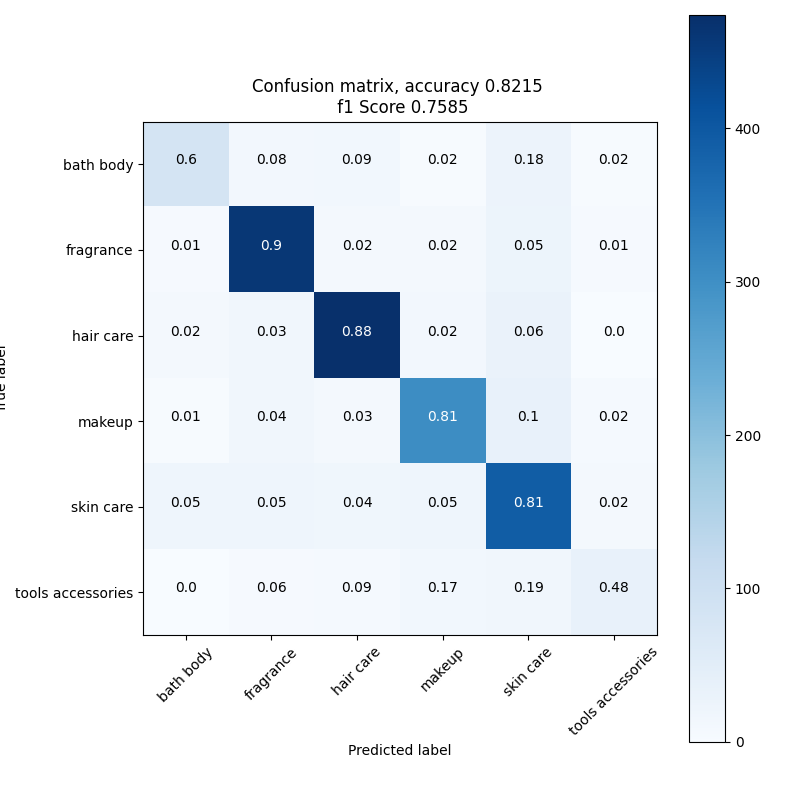 Confusion matrix, accuracy 0.8215
f1 Score 0.7585
bath body 0.6 0.08 0.09 0.02 0.18 0.02
fragrance 0.01 0.9 0.02 0.02 0.05 0.01
hair care 0.02 0.03 0.88 0.02 0.06 0.0
makeup 0.01 0.04 0.03 0.81 0.1 0.02
skin care 0.05 0.05 0.04 0.05 0.81 0.02
tools accessories 0.0 0.06 0.09 0.17 0.19 0.48
bath body fragrance hair care makeup skin care tools accessories
Predicted label
True label
400
300
200
100
0